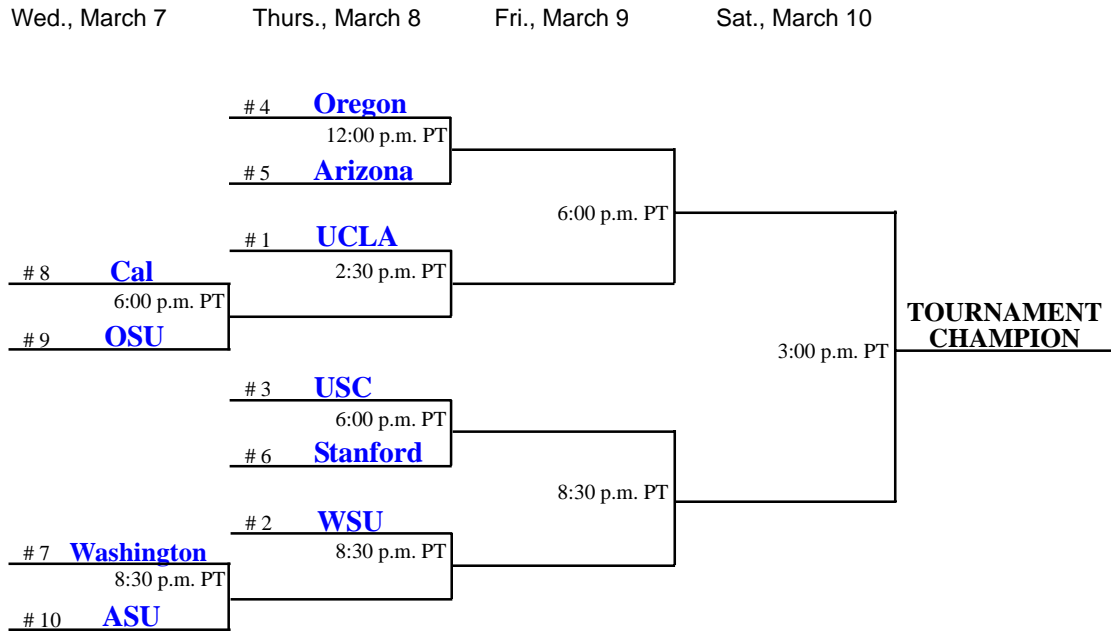 Wed., March 7 Thurs., March 8 Fri., March 9 Sat., March 10
# 4 Oregon
12:00 p.m. PT
# 5 Arizona
6:00 p.m. PT
# 1 UCLA
2:30 p.m. PT
# 8 Cal
6:00 p.m. PT
# 9 OSU
TOURNAMENT
CHAMPION
3:00 p.m. PT
# 3 USC
6:00 p.m. PT
# 6 Stanford
8:30 p.m. PT
# 2 WSU
8:30 p.m. PT
# 7 Washington
8:30 p.m. PT
# 10 ASU